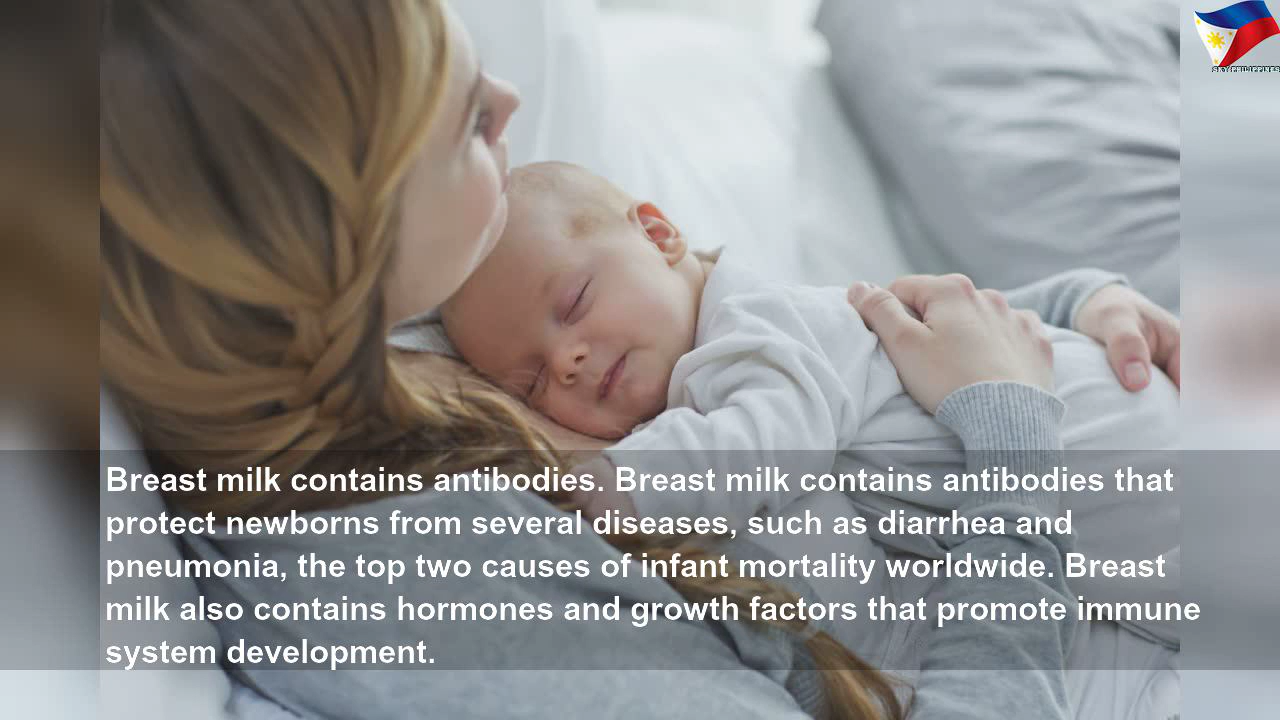 SKYPHILIPPINES
Breast milk contains antibodies. Breast milk contains antibodies that
protect newborns from several diseases, such as diarrhea and
pneumonia, the top two causes of infant mortality worldwide. Breast
milk also contains hormones and growth factors that promote immune
system development.